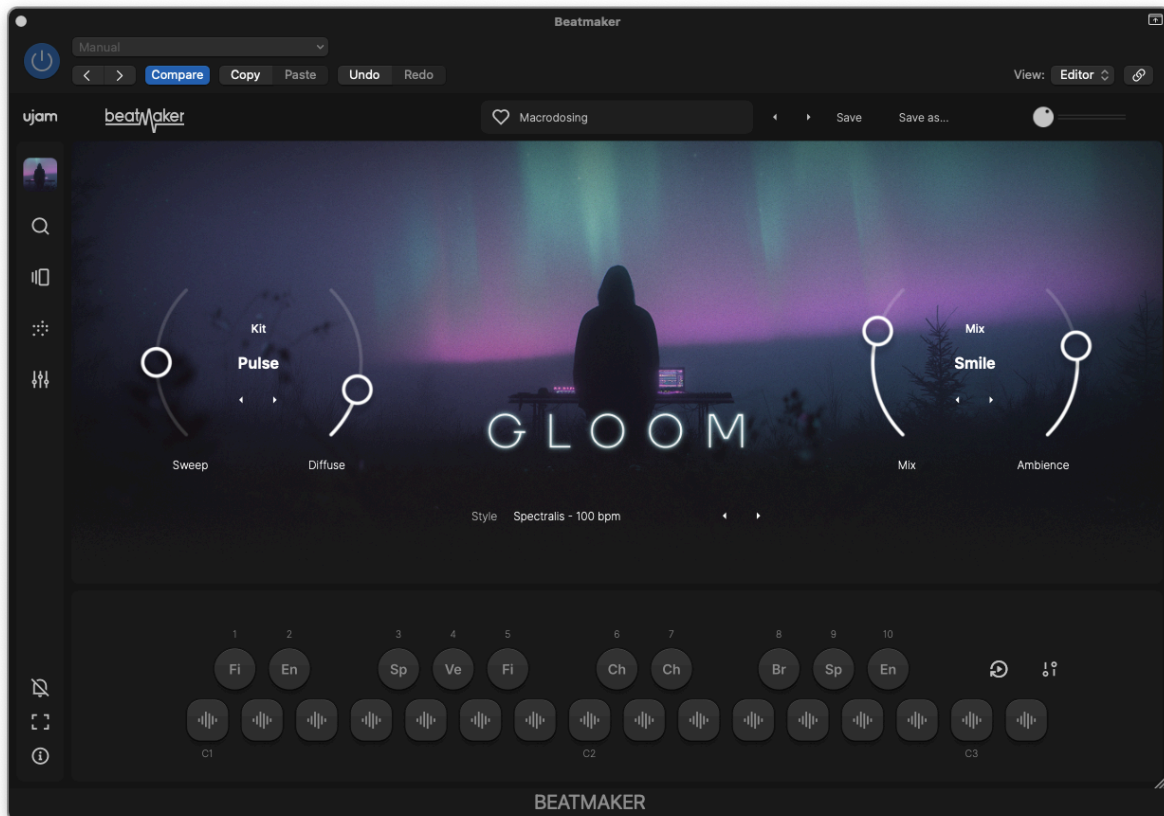 Beatmaker
Manual
Compare Copy Paste Undo Redo View: Editor
ujam beatMaker Macrodosing Save Save as...
Kit Mix
Pulse Smile
GLOOM
Sweep Diffuse Mix Ambience
Style Spectralis - 100 bpm
1 2 3 4 5 6 7 8 9 10
Fi En Sp Ve Fi Ch Ch Br Sp En
C1 C2 C3
BEATMAKER